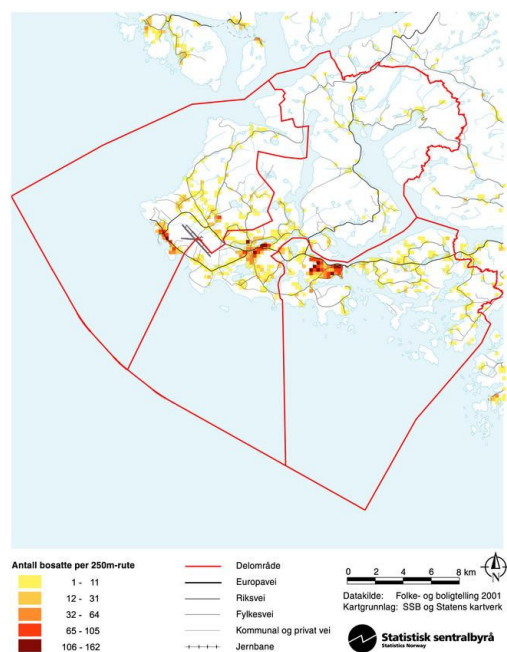 Antall bosatte per 250m-rute
1 - 11
12 - 31
32 - 64
65 - 105
106 - 162
Delområde
Europavei
Riksvei
Fylkesvei
Kommunal og privat vei
Jernbane
N
0 2 4 6 8 km
Datakilde: Folke- og boligtelling 2001
Kartgrunnlag: SSB og Statens kartverk
Statistisk sentralbyrå
Statistics Norway